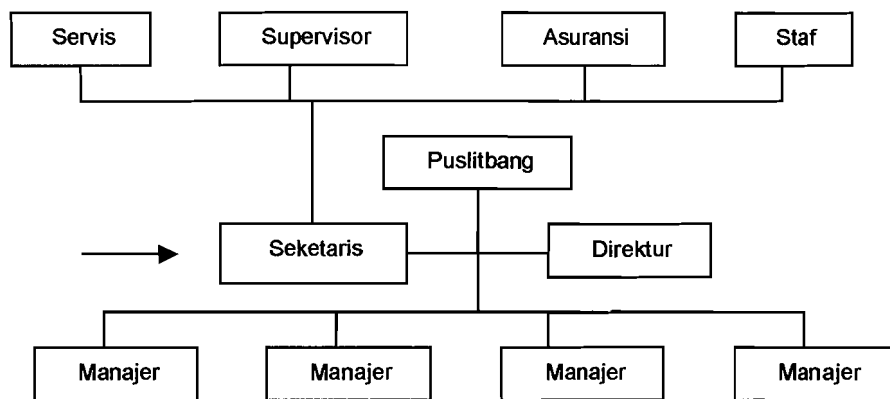 Servis Supervisor Asuransi Staf
Puslitbang
Seketaris Direktur
Manajer Manajer Manajer Manajer